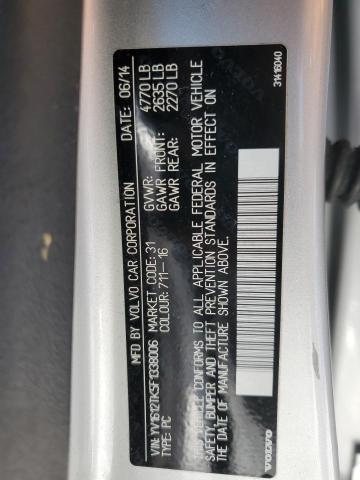 MFD BY VOLVO CAR CORPORATION DATE: 06/14
GVWR: 4770 LB
GAWR FRONT: 2635 LB
GAWR REAR: 2270 LB
VIN: YV1612TK5F1338006 MARKET CODE: 31
TYPE: PC COLOUR: 711-16
THIS VEHICLE CONFORMS TO ALL APPLICABLE FEDERAL MOTOR VEHICLE
SAFETY, BUMPER AND THEFT PREVENTION STANDARDS IN EFFECT ON
THE DATE OF MANUFACTURE SHOWN ABOVE.
VOLVO
31416040